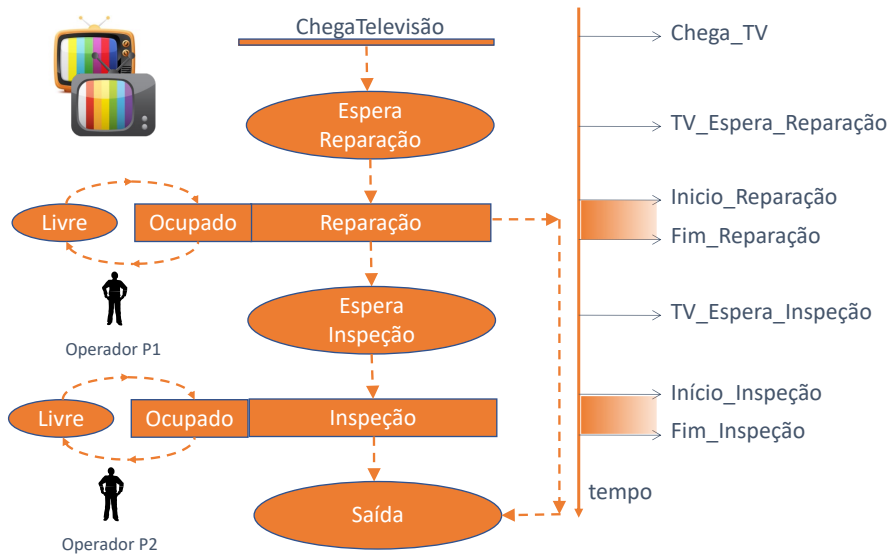 ChegaTelevisão
Espera
Reparação
Livre
Ocupado
Reparação
Operador P1
Espera
Inspeção
Livre
Ocupado
Inspeção
Operador P2
Saída
Chega_TV
TV_Espera_Reparação
Inicio_Reparação
Fim_Reparação
TV_Espera_Inspeção
Início_Inspeção
Fim_Inspeção
tempo